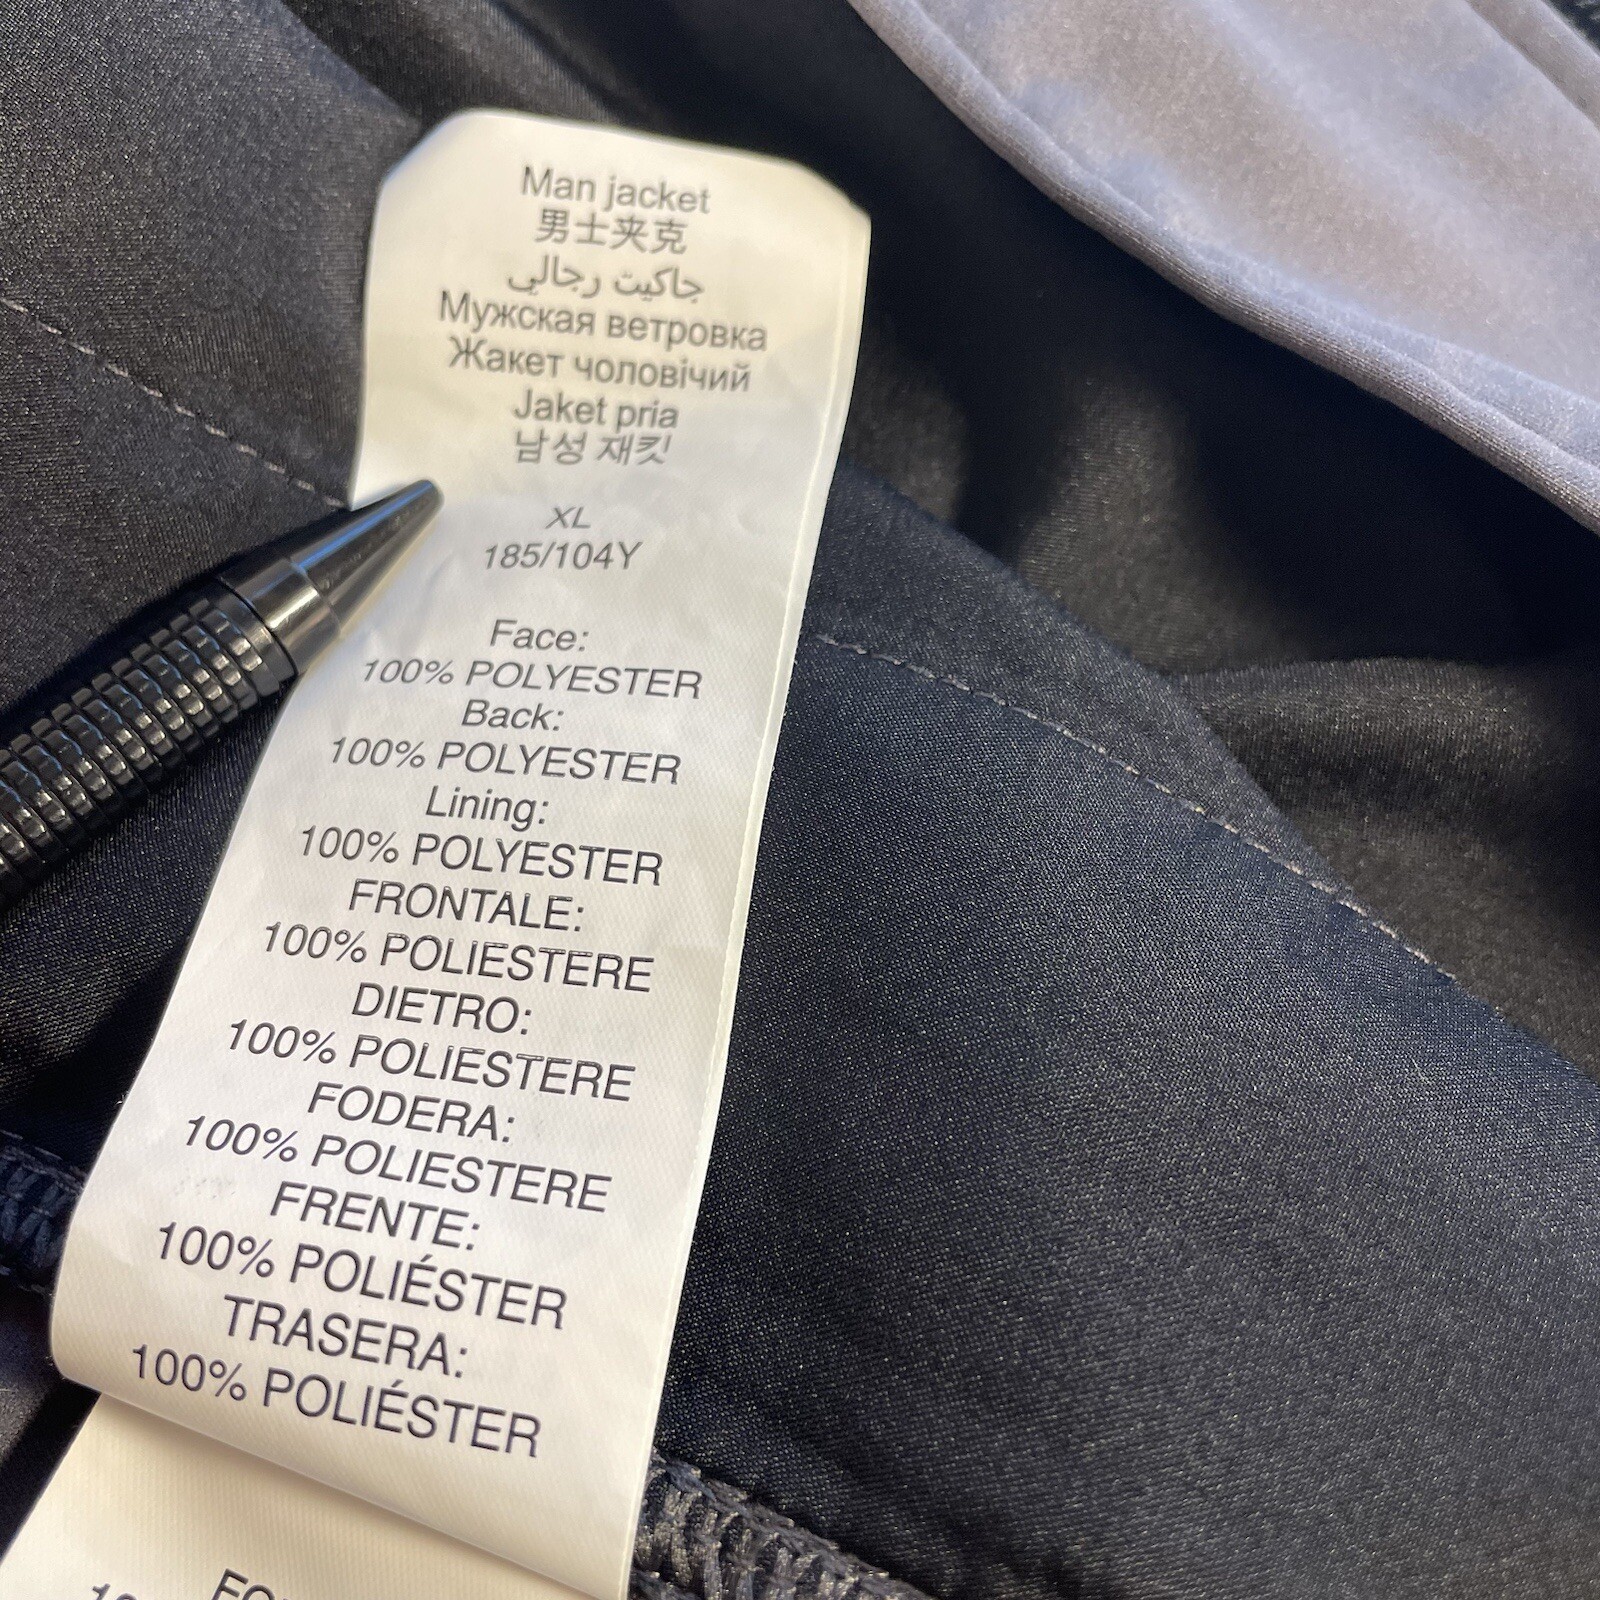 Man jacket
男士夹克
جاكيت رجالي
Мужская ветровка
Жакет чоловічий
Jaket pria
남성 재킷
XL
185/104Y
Face:
100% POLYESTER
Back:
100% POLYESTER
Lining:
100% POLYESTER
FRONTALE:
100% POLIESTERE
DIETRO:
100% POLIESTERE
FODERA:
100% POLIESTERE
FRENTE:
100% POLIÉSTER
TRASERA:
100% POLIÉSTER